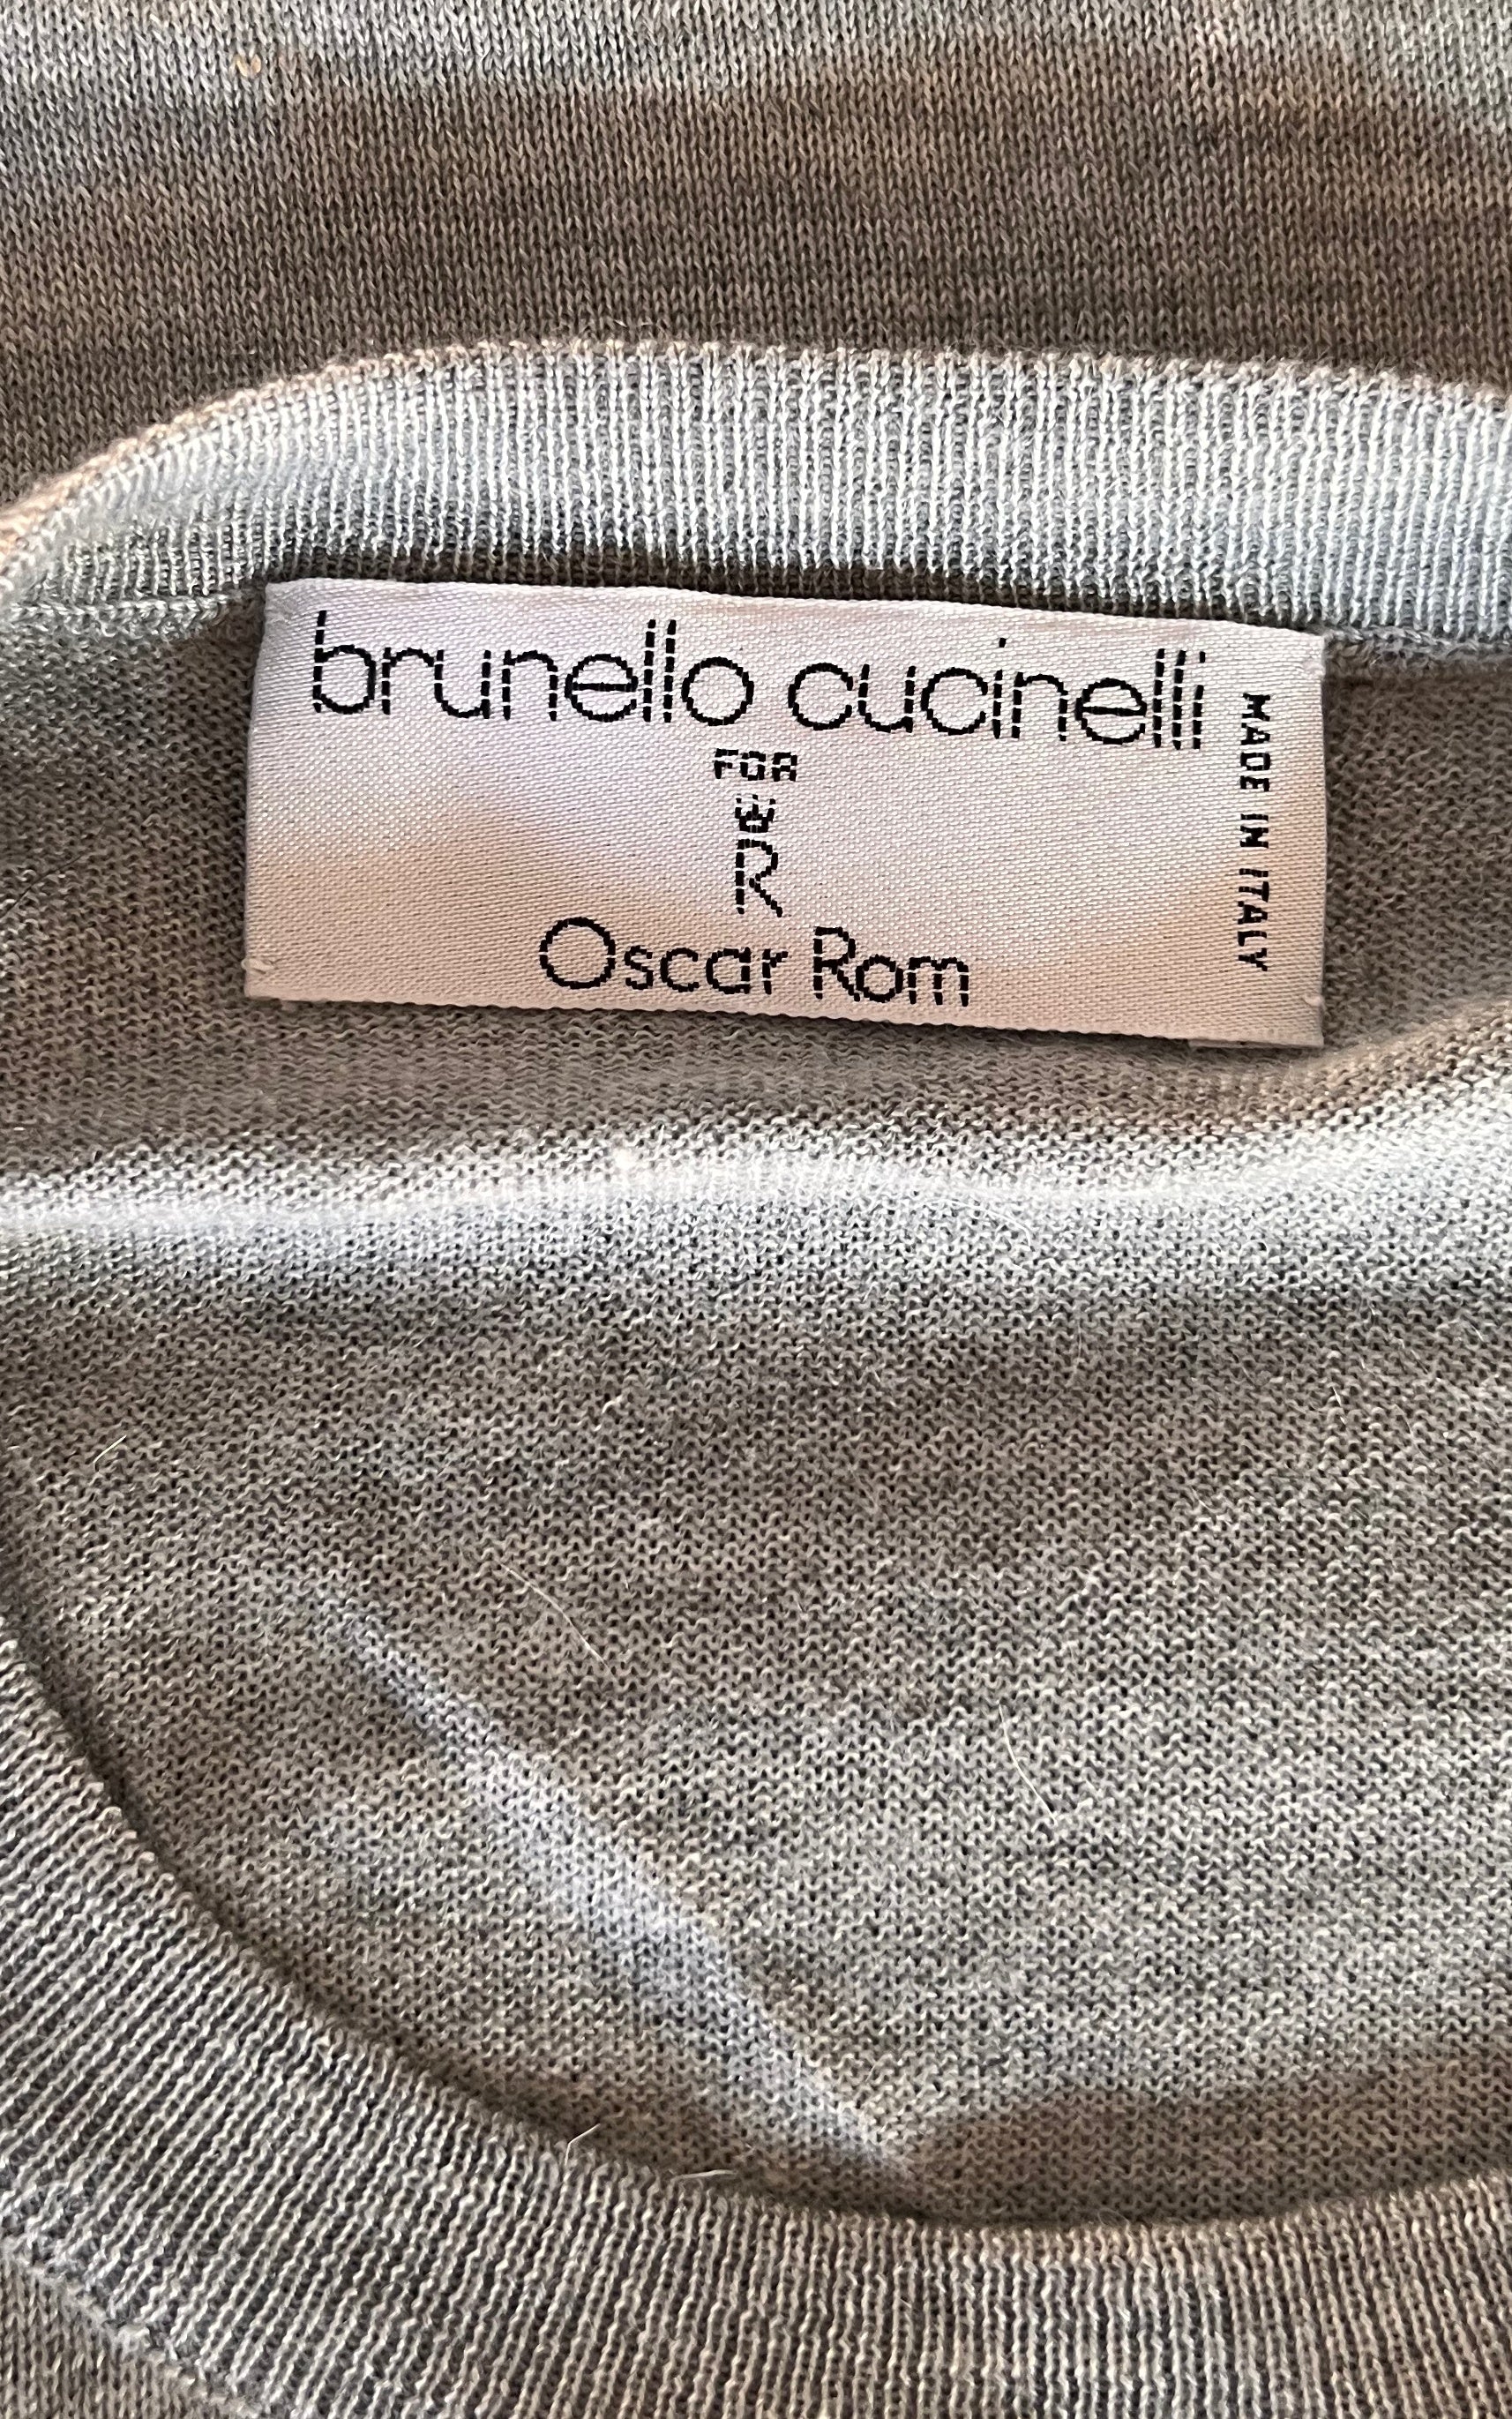 brunello cucinelli
FOR
R
Oscar Rom
MADE IN ITALY